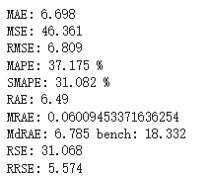 MAE: 6.698
MSE: 46.361
RMSE: 6.809
MAPE: 37.175 %
SMAPE: 31.082 %
RAE: 6.49
MRAE: 0.06009453371636254
MdRAE: 6.785 bench: 18.332
RSE: 31.068
RRSE: 5.574